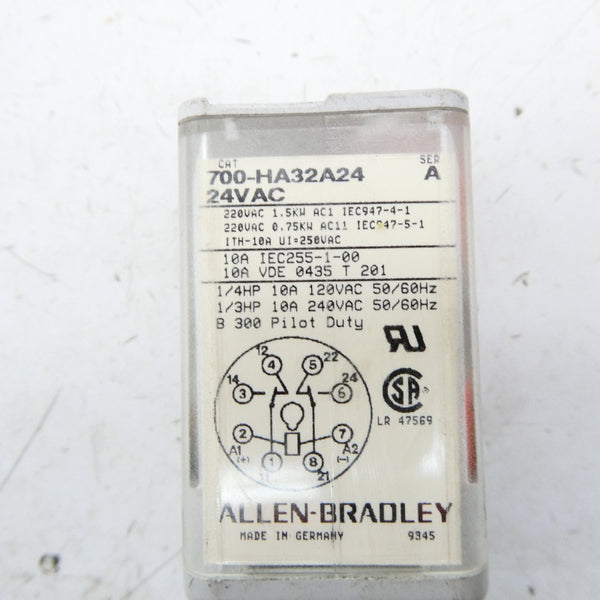 CAT SER
700-HA32A24 A
24VAC
220VAC 1.5KW AC1 IEC947-4-1
220VAC 0.75KW AC11 IEC947-5-1
ITH-10A UI=250VAC
10A IEC255-1-00
10A VDE 0435 T 201
1/4HP 10A 120VAC 50/60Hz
1/3HP 10A 240VAC 50/60Hz
B 300 Pilot Duty
12 22
4 5
14 24
3 6
2 7
A1 A2
(+) (-)
1 8
11 21
RU
SA
LR 47569
ALLEN-BRADLEY
MADE IN GERMANY 9345